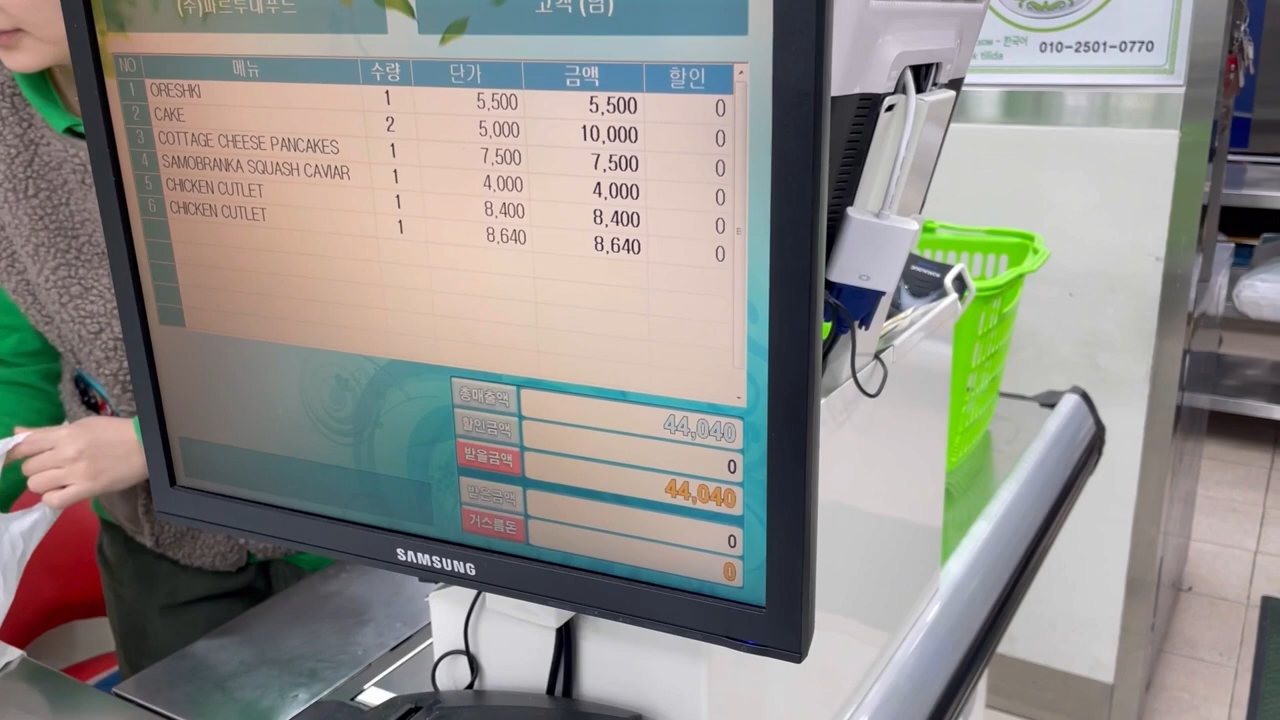 (주)파르투내푸드
고객 (님)
NO 메뉴 수량 단가 금액 할인
1 ORESHKI 1 5,500 5,500 0
2 CAKE 2 5,000 10,000 0
3 COTTAGE CHEESE PANCAKES 1 7,500 7,500 0
4 SAMOBRANKA SQUASH CAVIAR 1 4,000 4,000 0
5 CHICKEN CUTLET 1 8,400 8,400 0
6 CHICKEN CUTLET 1 8,640 8,640 0
총매출액 44,040
할인금액 0
받을금액 44,040
받은금액 0
거스름돈 0
SAMSUNG
한국어 010-2501-0770